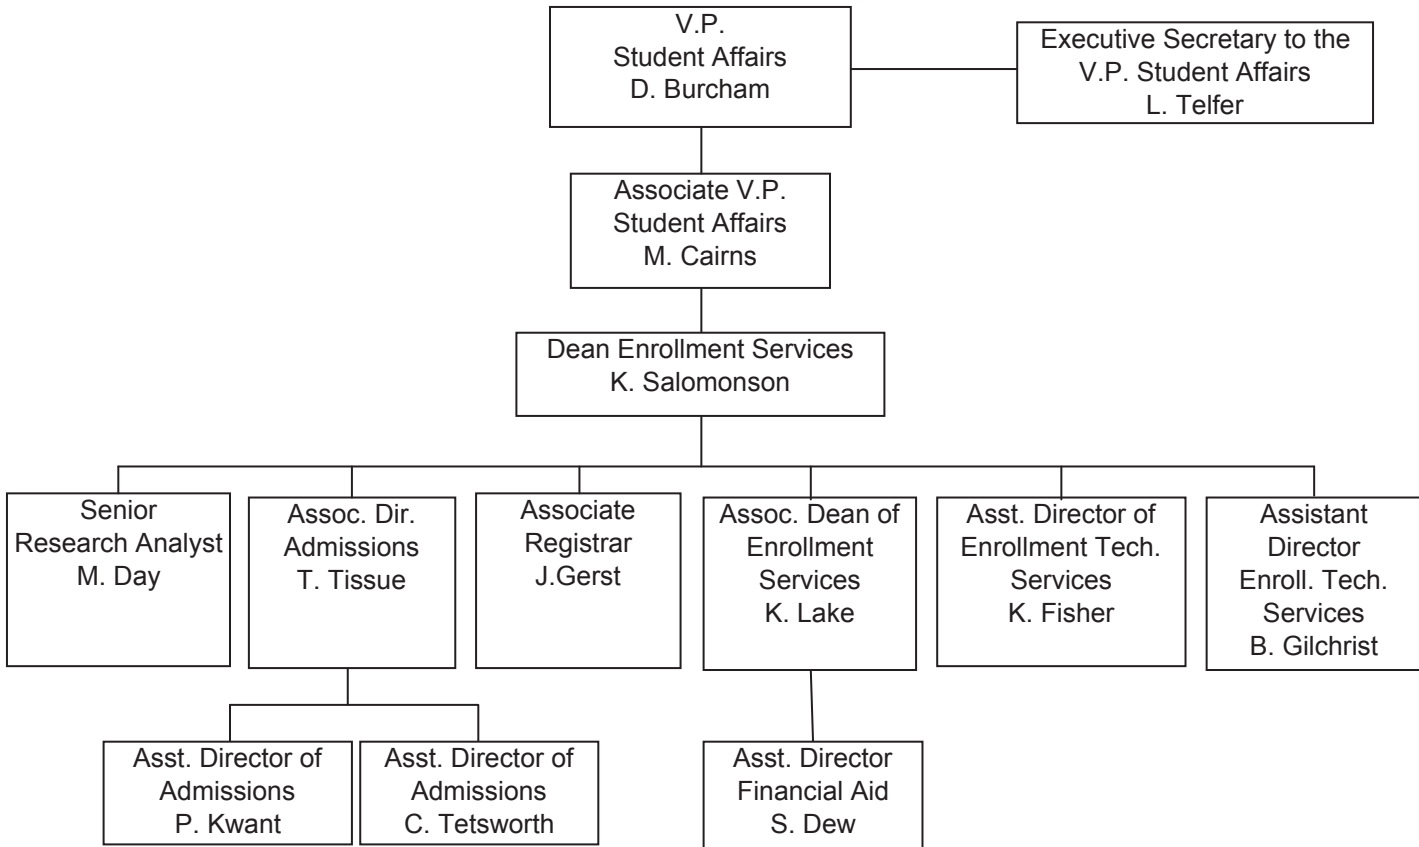 V.P.
Student Affairs
D. Burcham
Executive Secretary to the
V.P. Student Affairs
L. Telfer
Associate V.P.
Student Affairs
M. Cairns
Dean Enrollment Services
K. Salomonson
Senior
Research Analyst
M. Day
Assoc. Dir.
Admissions
T. Tissue
Associate
Registrar
J.Gerst
Assoc. Dean of
Enrollment
Services
K. Lake
Asst. Director of
Enrollment Tech.
Services
K. Fisher
Assistant
Director
Enroll. Tech.
Services
B. Gilchrist
Asst. Director of
Admissions
P. Kwant
Asst. Director of
Admissions
C. Tetsworth
Asst. Director
Financial Aid
S. Dew